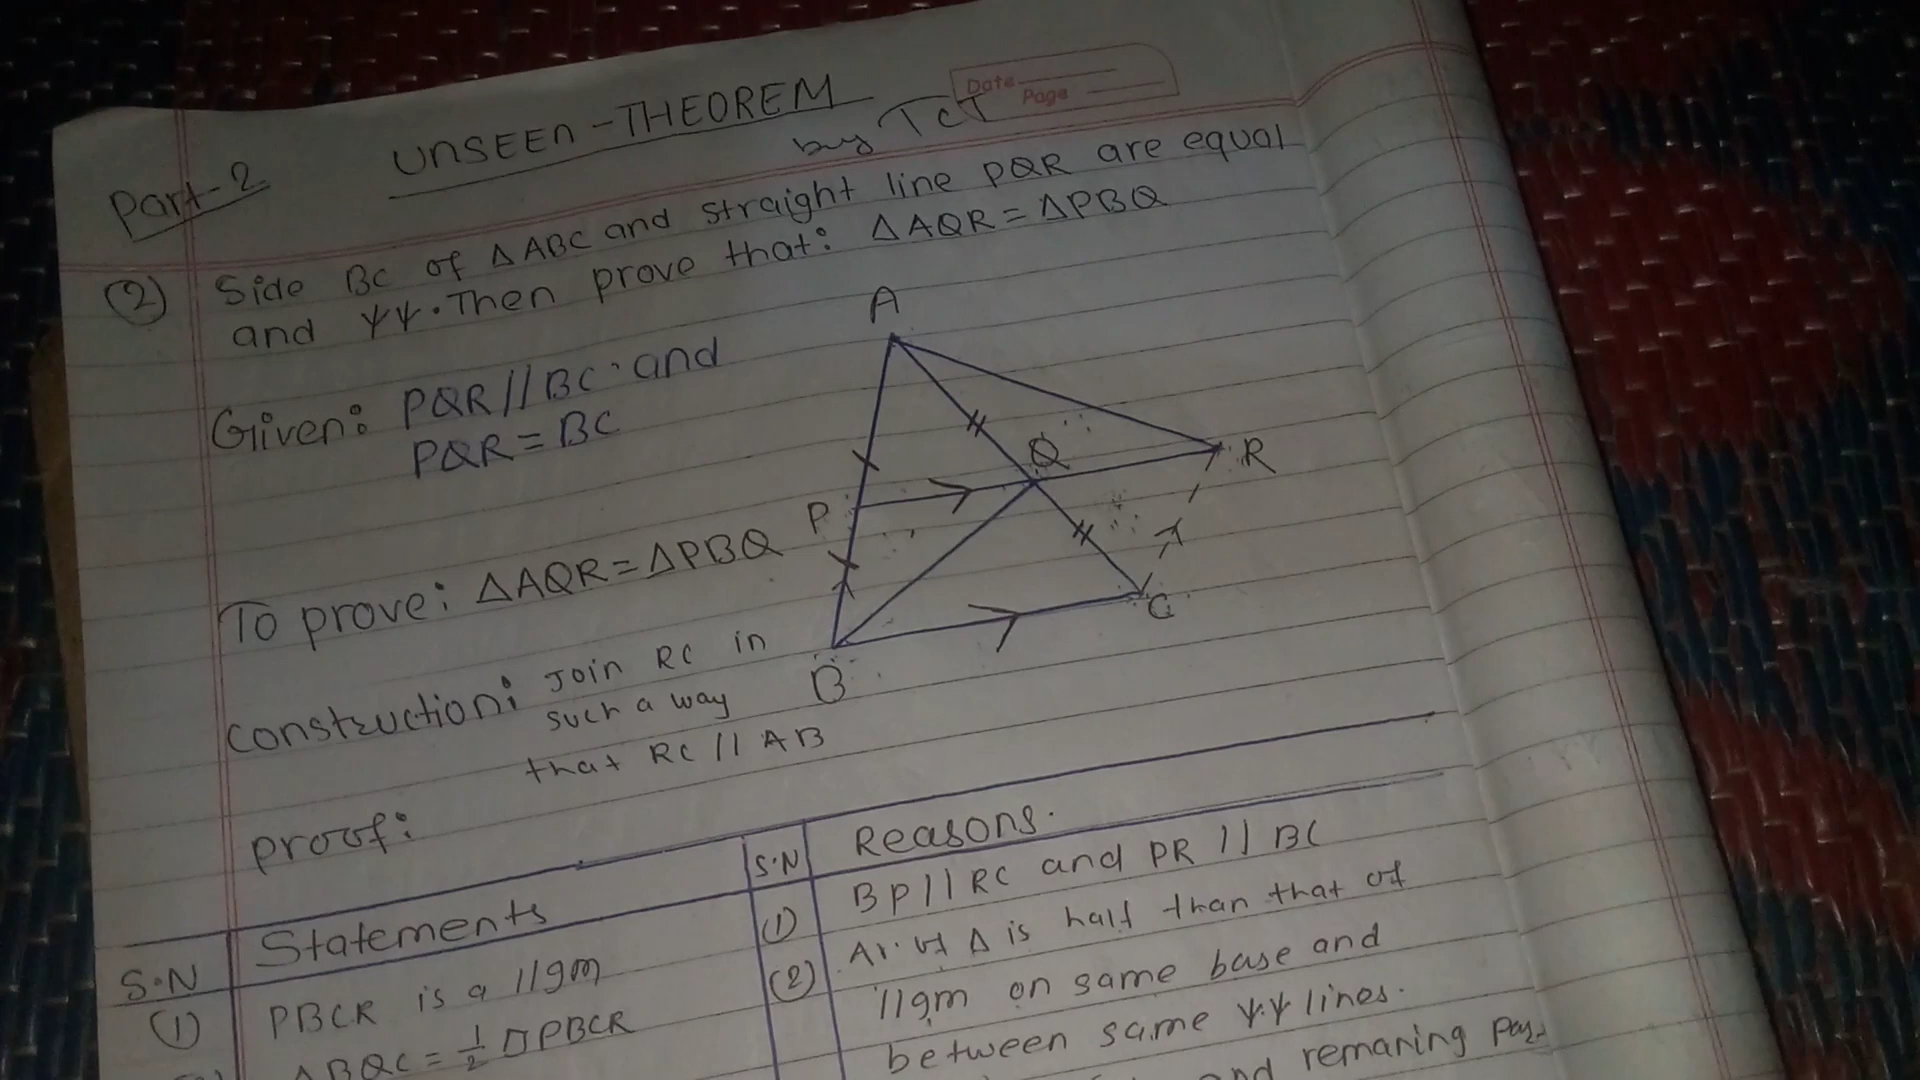 Date
Page
UNSEEN-THEOREM
by TCT
Part-2
(2) Side BC of ΔABC and straight line PQR are equal
and . Then prove that: ΔAQR = ΔPBQ
Given: PQR // BC and
PQR = BC
To prove: ΔAQR = ΔPBQ
Construction: Join RC in
such a way
that RC // AB
A
Q
R
P
B
C
Proof:
S.N Statements S.N Reasons.
(1) PBCR is a //gm (1) BP // RC and PR // BC
ΔBQC = 1/2 □PBCR (2) Ar. of Δ is half than that of
//gm on same base and
between same lines.
and remaning